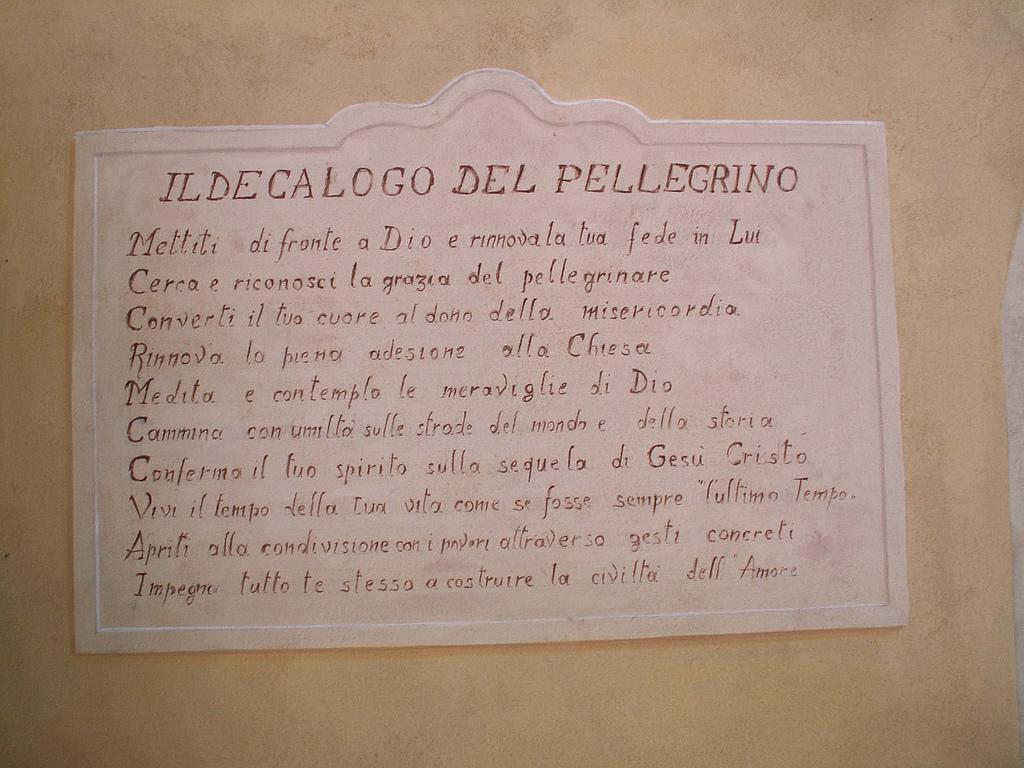 IL DECALOGO DEL PELLEGRINO
Mettiti di fronte a Dio e rinnova la tua fede in Lui
Cerca e riconosci la grazia del pellegrinare
Converti il tuo cuore al dono della misericordia
Rinnova la piena adesione alla Chiesa
Medita e contempla le meraviglie di Dio
Cammina con umiltà sulle strade del mondo e della storia
Conferma il tuo spirito sulla sequela di Gesù Cristo
Vivi il tempo della tua vita come se fosse sempre "l'ultimo Tempo.
Apriti alla condivisione con i poveri attraverso gesti concreti
Impegna tutto te stesso a costruire la civiltà dell'Amore